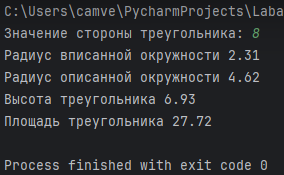 C:\Users\camve\PycharmProjects\Laba
Значение стороны треугольника: 8
Радиус вписанной окружности 2.31
Радиус описанной окружности 4.62
Высота треугольника 6.93
Площадь треугольника 27.72
Process finished with exit code 0